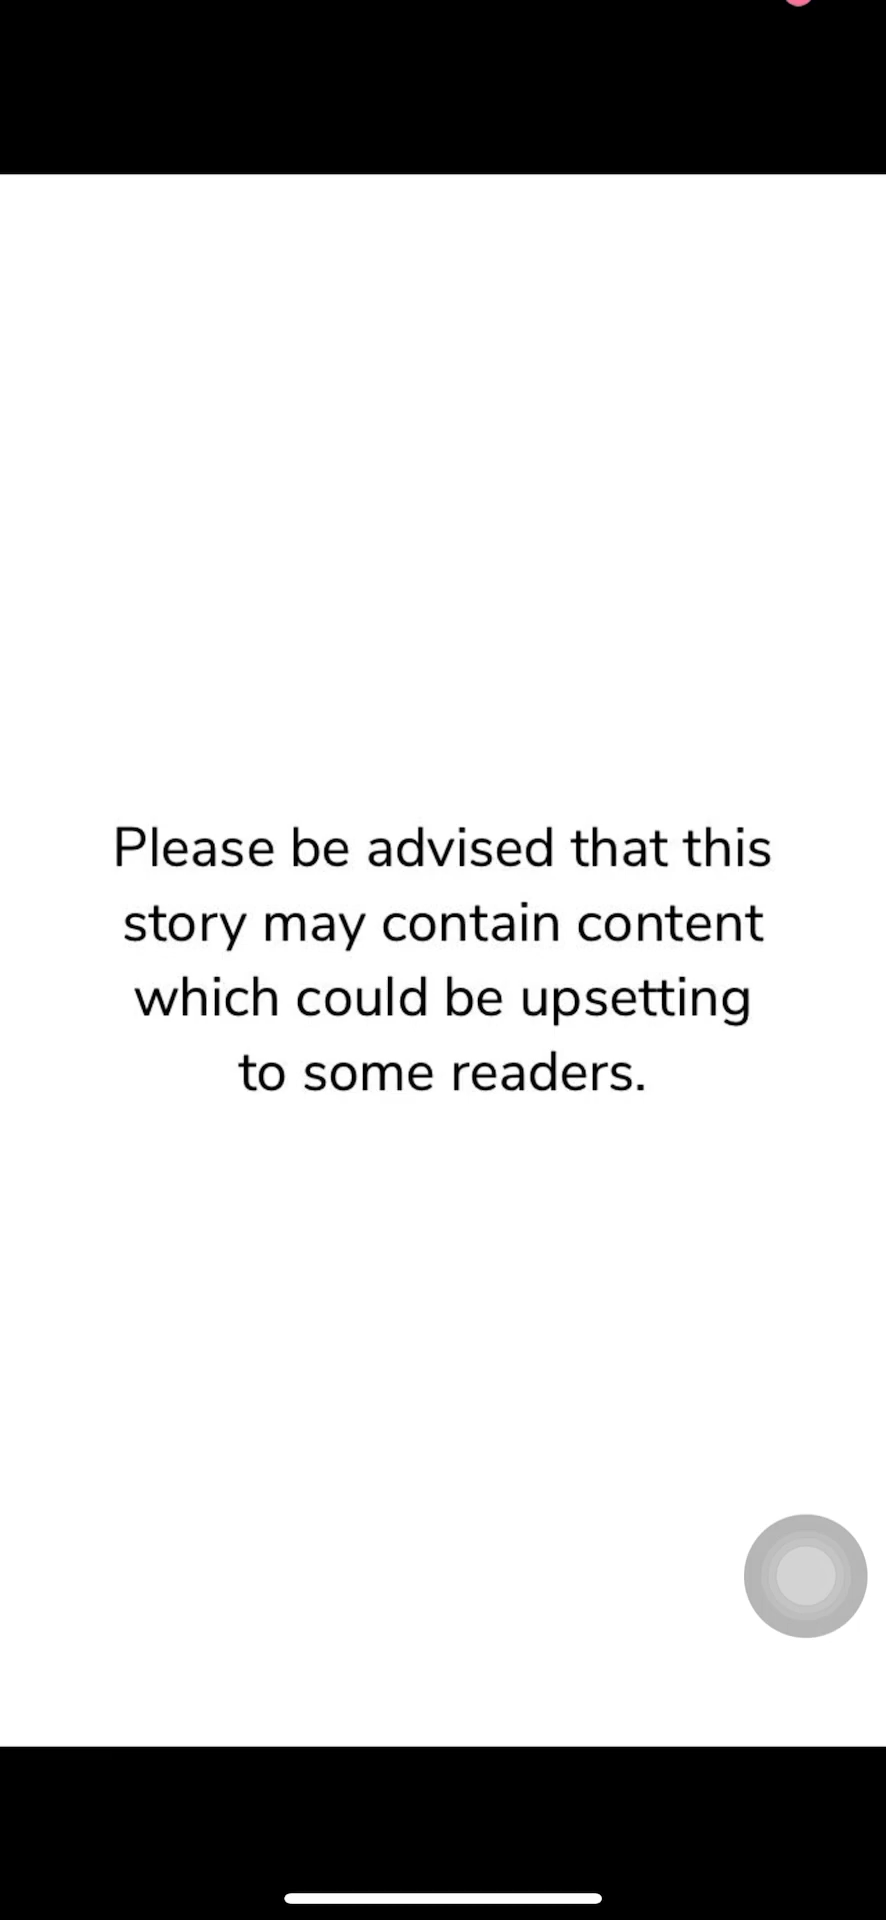 Please be advised that this
story may contain content
which could be upsetting
to some readers.